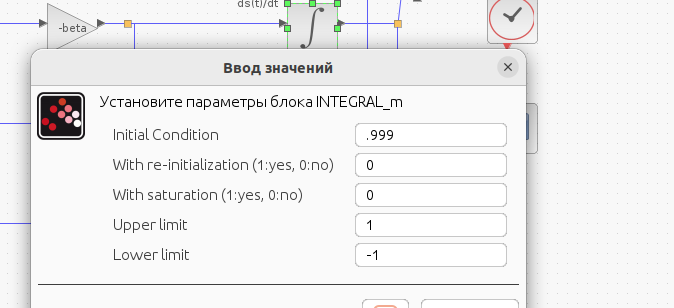 ds(t)/dt
-beta
Ввод значений
Установите параметры блока INTEGRAL_m
Initial Condition .999
With re-initialization (1:yes, 0:no) 0
With saturation (1:yes, 0:no) 0
Upper limit 1
Lower limit -1